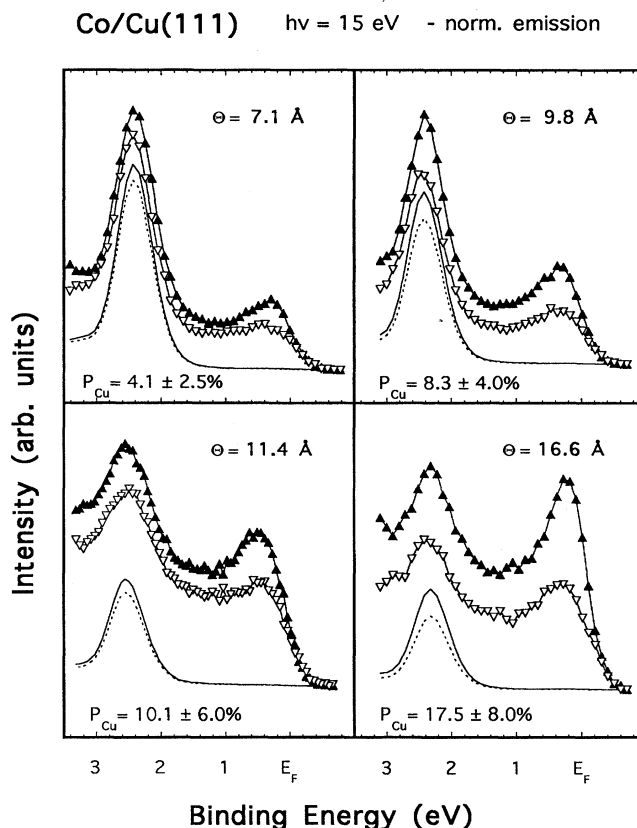 Co/Cu(111) hν = 15 eV - norm. emission
Θ = 7.1 Å
Θ = 9.8 Å
P_Cu = 4.1 ± 2.5%
P_Cu = 8.3 ± 4.0%
Θ = 11.4 Å
Θ = 16.6 Å
P_Cu = 10.1 ± 6.0%
P_Cu = 17.5 ± 8.0%
Intensity (arb. units)
3 2 1 E_F 3 2 1 E_F
Binding Energy (eV)